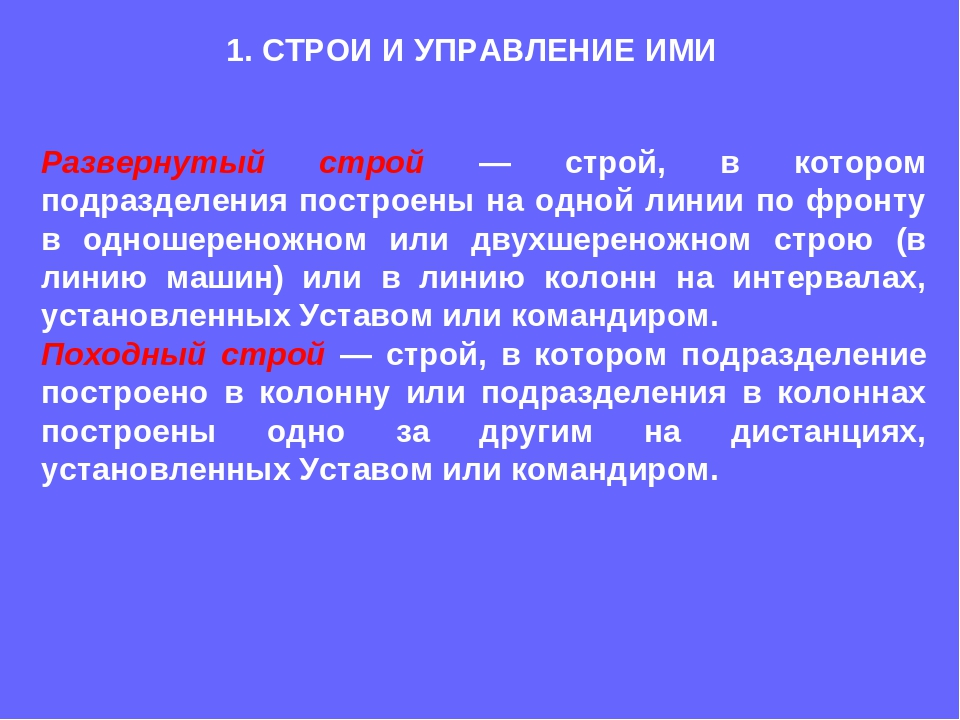 1. СТРОИ И УПРАВЛЕНИЕ ИМИ
Развернутый строй — строй, в котором
подразделения построены на одной линии по фронту
в одношереножном или двухшереножном строю (в
линию машин) или в линию колонн на интервалах,
установленных Уставом или командиром.
Походный строй — строй, в котором подразделение
построено в колонну или подразделения в колоннах
построены одно за другим на дистанциях,
установленных Уставом или командиром.